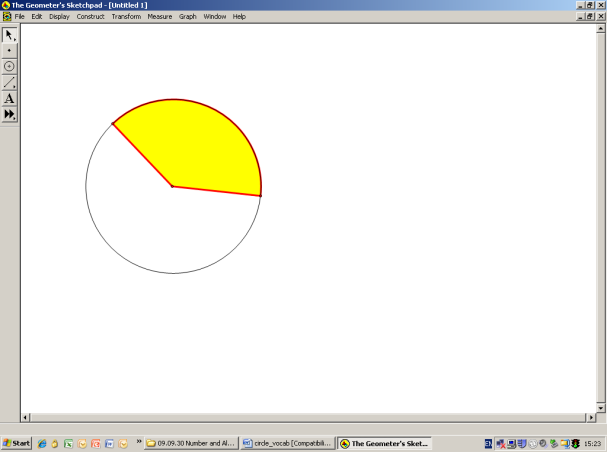 The Geometer's Sketchpad - [Untitled 1]
File Edit Display Construct Transform Measure Graph Window Help
A
Start
09.09.30 Number and Al...
circle_vocab [Compatibili...
The Geometer's Sket...
EN
15:23